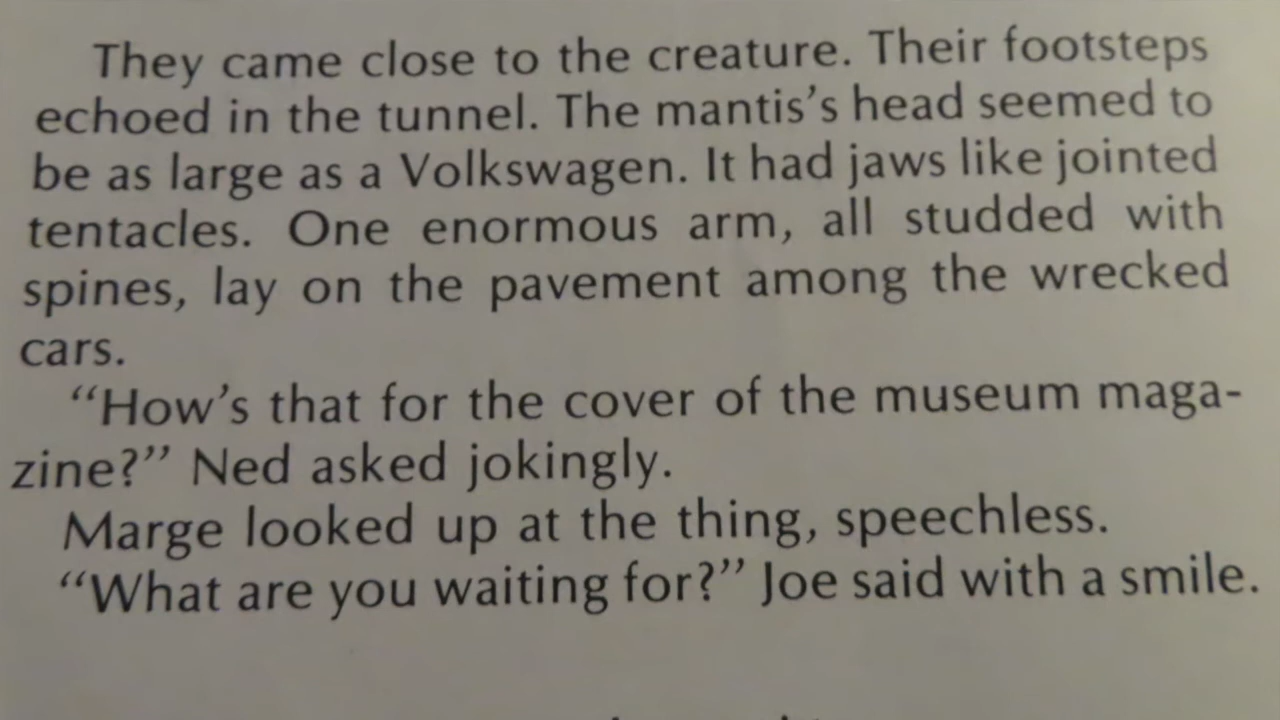 They came close to the creature. Their footsteps
echoed in the tunnel. The mantis’s head seemed to
be as large as a Volkswagen. It had jaws like jointed
tentacles. One enormous arm, all studded with
spines, lay on the pavement among the wrecked
cars.
“How’s that for the cover of the museum maga-
zine?” Ned asked jokingly.
Marge looked up at the thing, speechless.
“What are you waiting for?” Joe said with a smile.